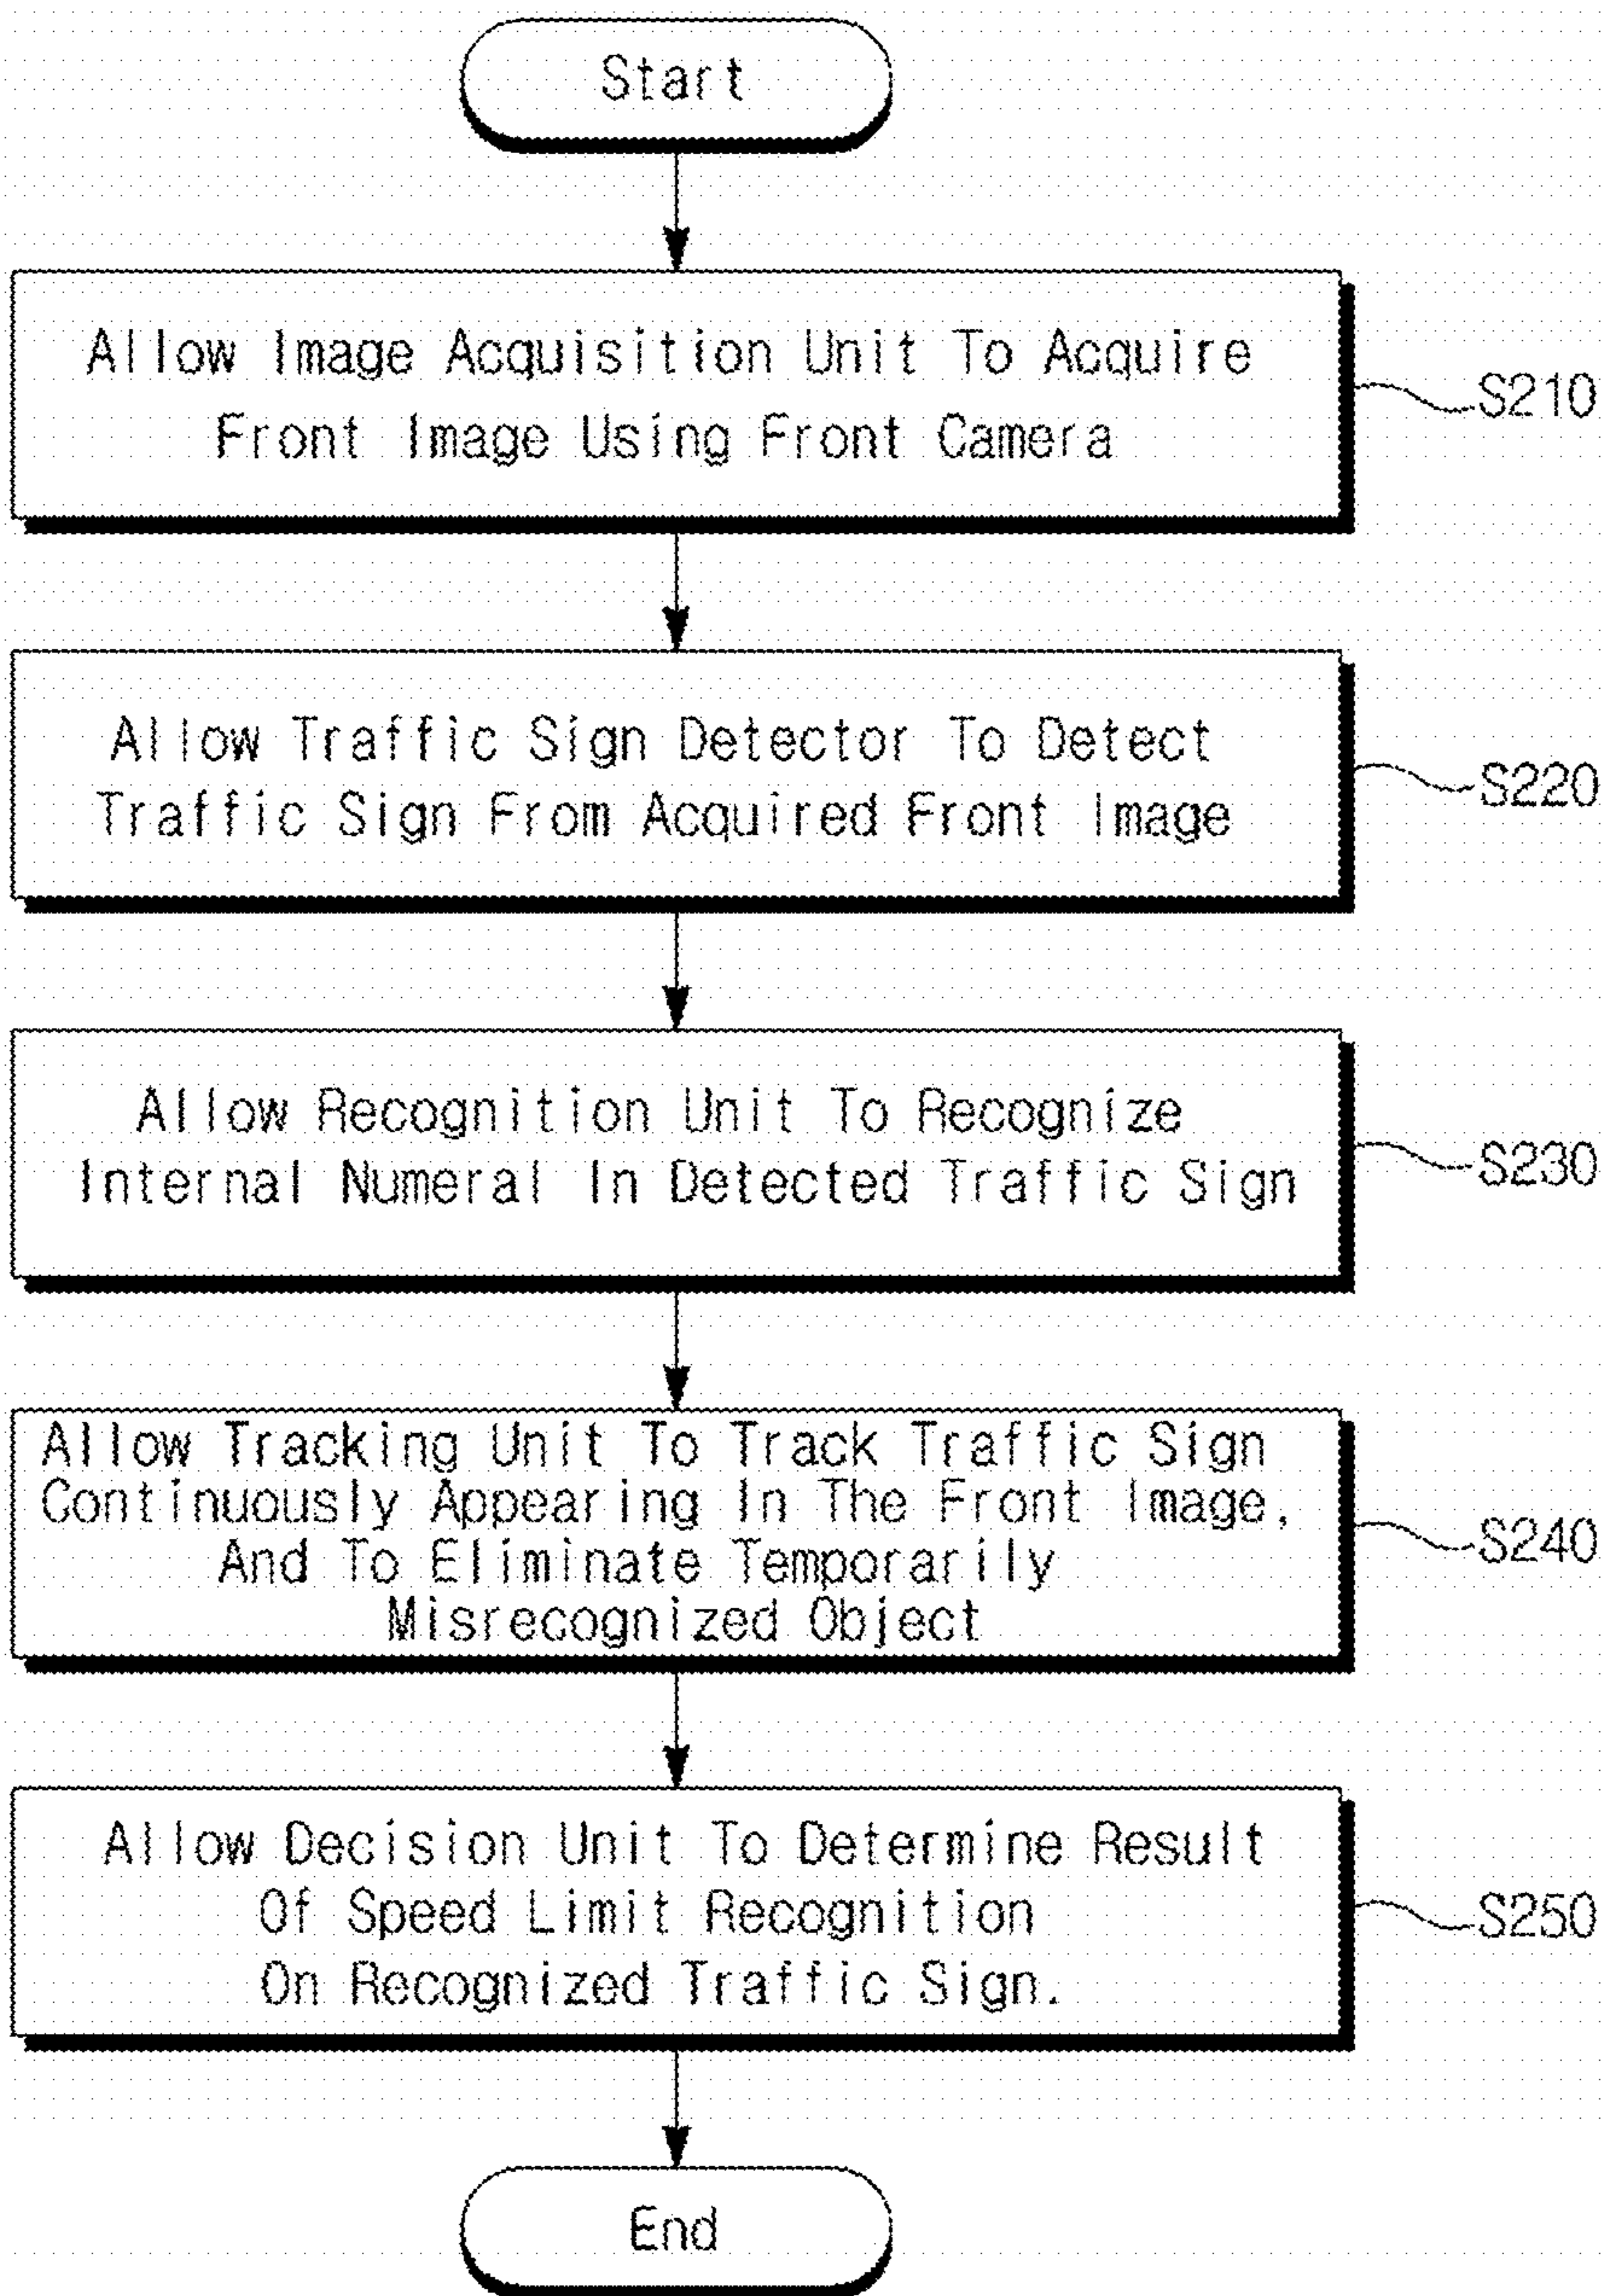 Start
Allow Image Acquisition Unit To Acquire
Front Image Using Front Camera
S210
Allow Traffic Sign Detector To Detect
Traffic Sign From Acquired Front Image
S220
Allow Recognition Unit To Recognize
Internal Numeral In Detected Traffic Sign
S230
Allow Tracking Unit To Track Traffic Sign
Continuously Appearing In The Front Image,
And To Eliminate Temporarily
Misrecognized Object
S240
Allow Decision Unit To Determine Result
Of Speed Limit Recognition
On Recognized Traffic Sign.
S250
End